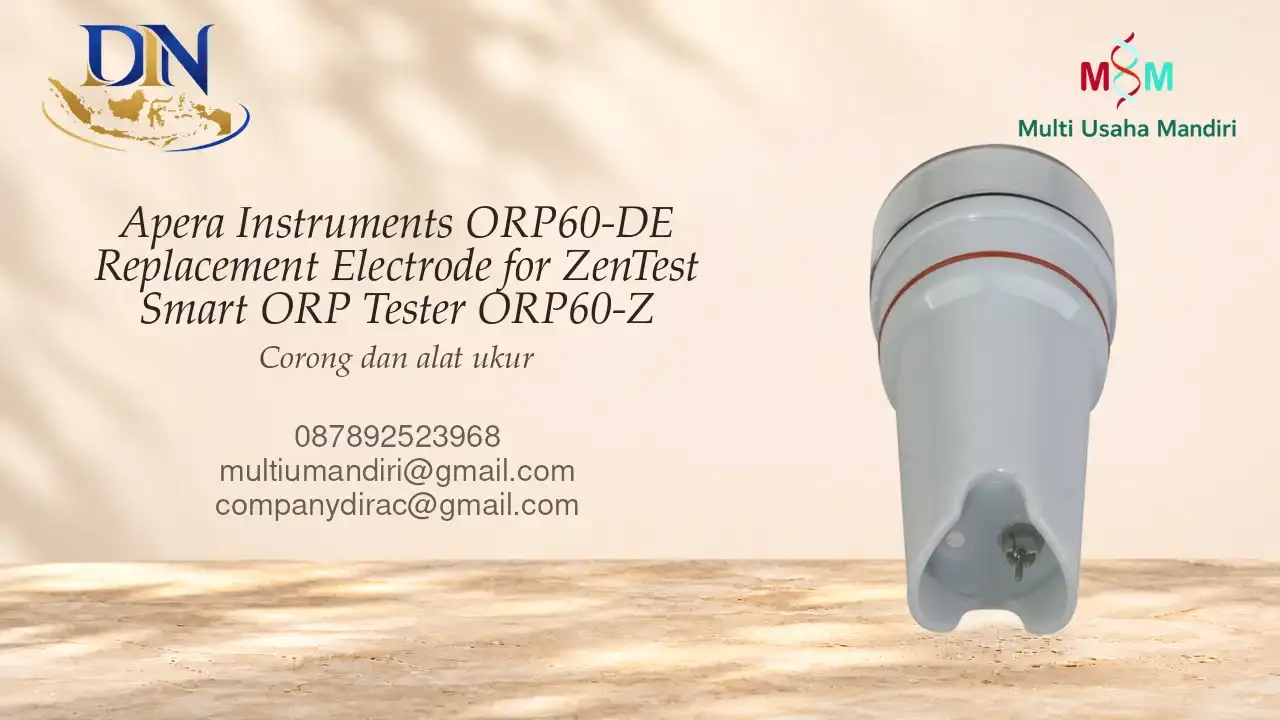 DIN
M M
Multi Usaha Mandiri
Apera Instruments ORP60-DE
Replacement Electrode for ZenTest
Smart ORP Tester ORP60-Z
Corong dan alat ukur
087892523968
multiumandiri@gmail.com
companydirac@gmail.com